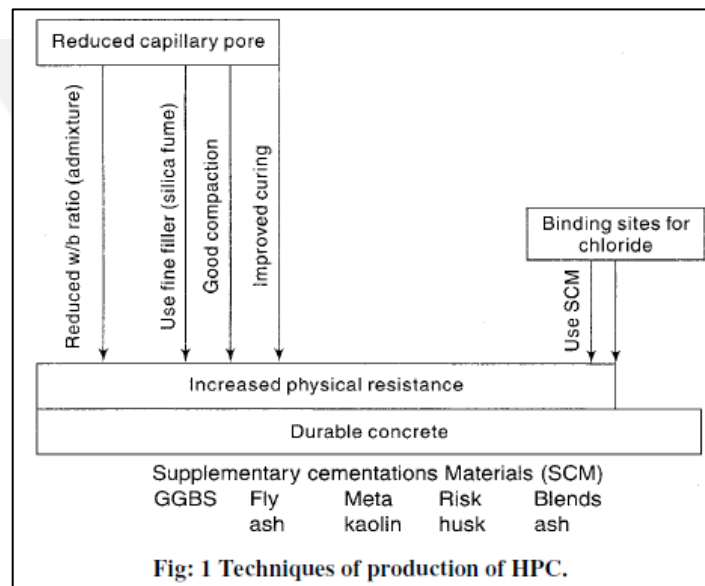 Reduced capillary pore
Reduced w/b ratio (admixture)
Use fine filler (silica fume)
Good compaction
Improved curing
Binding sites for
chloride
Use SCM
Increased physical resistance
Durable concrete
Supplementary cementations Materials (SCM)
GGBS Fly Meta Risk Blends
ash kaolin husk ash
Fig: 1 Techniques of production of HPC.